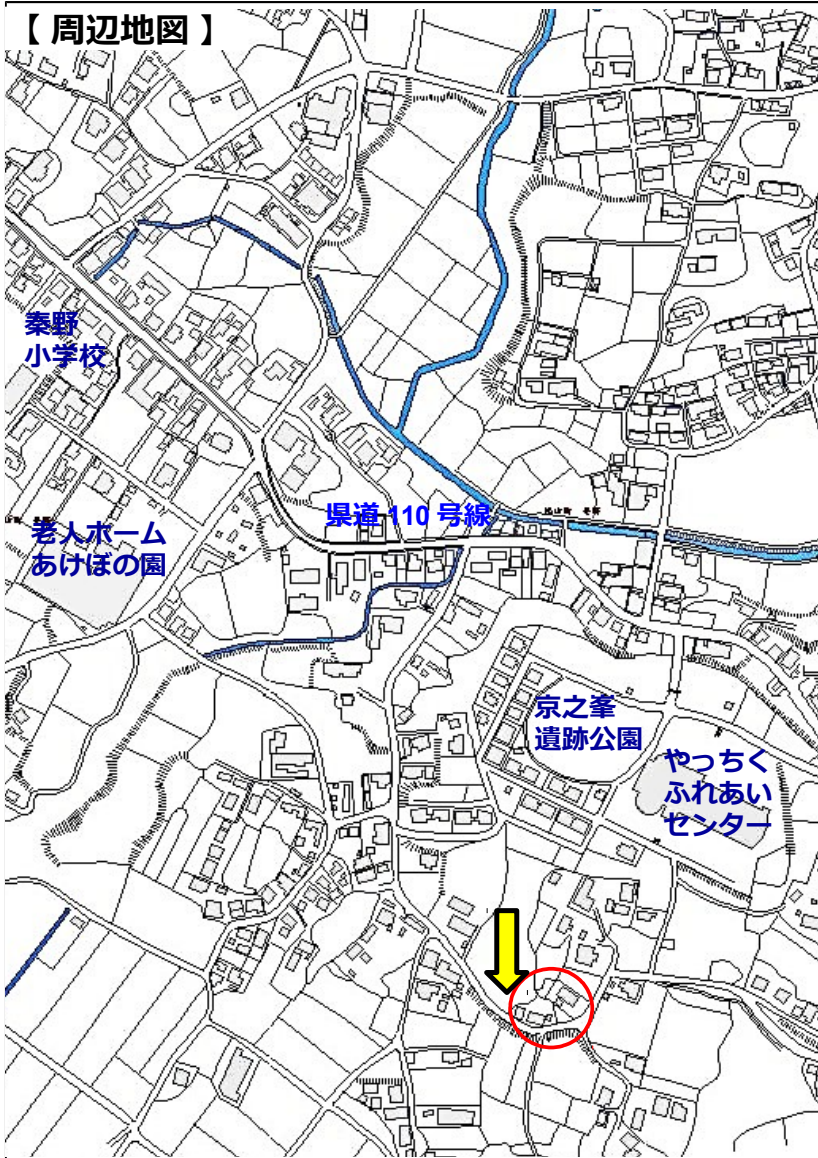 【 周辺地図 】
秦野
小学校
県道 110 号線
老人ホーム
あけぼの園
京之峯
遺跡公園
やっちく
ふれあい
センター